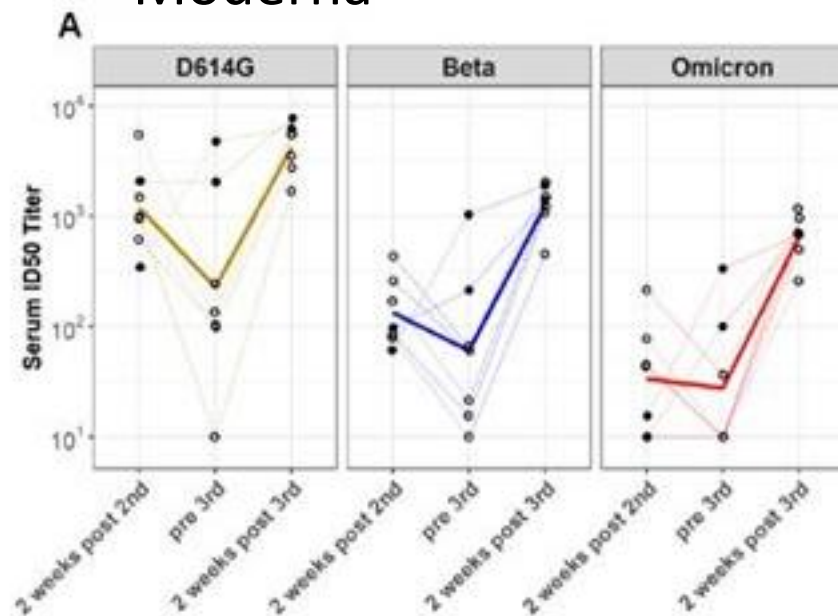 Moderna
A
D614G Beta Omicron
Serum ID50 Titer
10⁴
10³
10²
10¹
2 weeks post 2nd
pre 3rd
2 weeks post 3rd
2 weeks post 2nd
pre 3rd
2 weeks post 3rd
2 weeks post 2nd
pre 3rd
2 weeks post 3rd